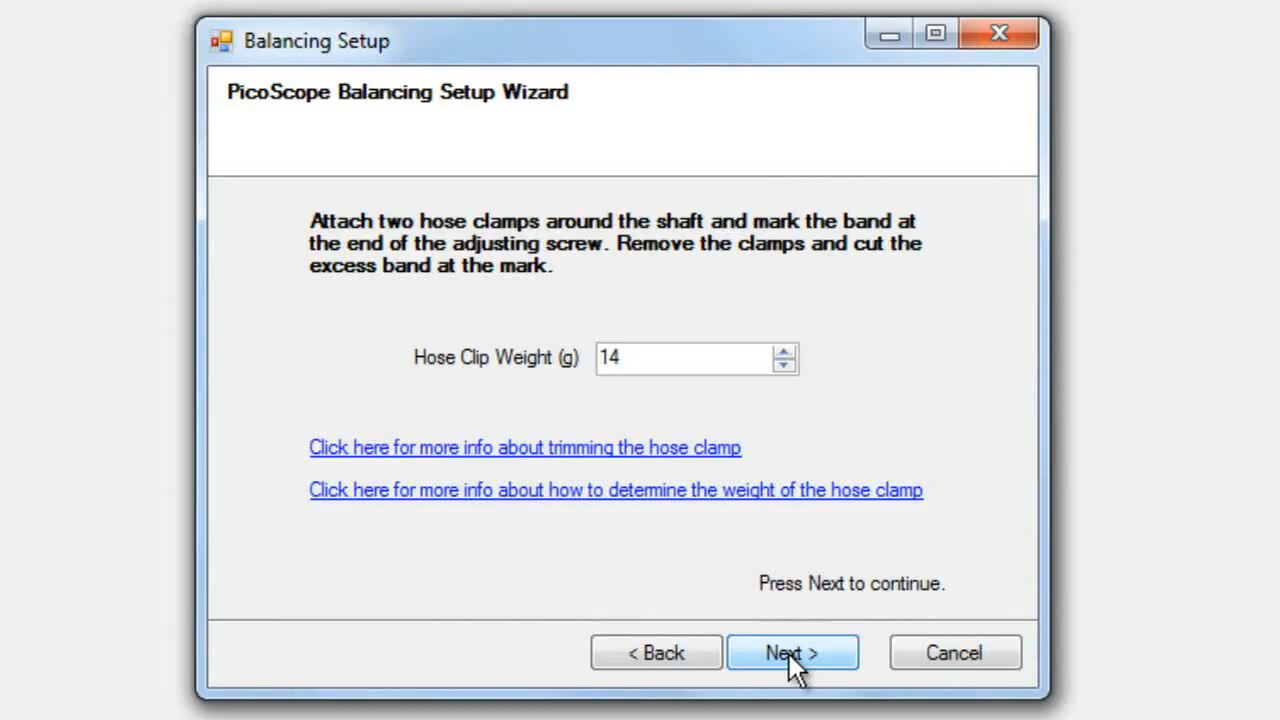 Balancing Setup
PicoScope Balancing Setup Wizard
Attach two hose clamps around the shaft and mark the band at
the end of the adjusting screw. Remove the clamps and cut the
excess band at the mark.
Hose Clip Weight (g) 14
Click here for more info about trimming the hose clamp
Click here for more info about how to determine the weight of the hose clamp
Press Next to continue.
< Back Next > Cancel